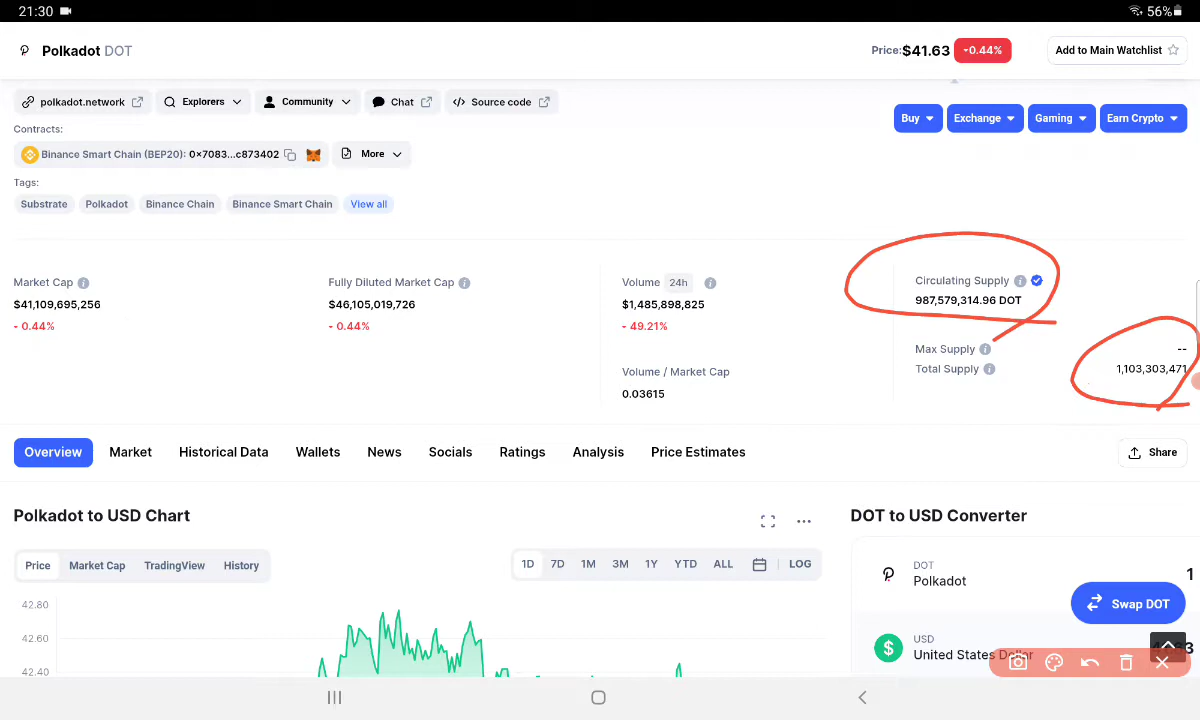 21:30
56%
Polkadot DOT
Price: $41.63
-0.44%
Add to Main Watchlist
polkadot.network
Explorers
Community
Chat
Source code
Buy
Exchange
Gaming
Earn Crypto
Contracts:
Binance Smart Chain (BEP20): 0x7083...c873402
More
Tags:
Substrate
Polkadot
Binance Chain
Binance Smart Chain
View all
Market Cap
$41,109,695,256
- 0.44%
Fully Diluted Market Cap
$46,105,019,726
- 0.44%
Volume 24h
$1,485,898,825
- 49.21%
Volume / Market Cap
0.03615
Circulating Supply
987,579,314.96 DOT
Max Supply
--
Total Supply
1,103,303,471
Overview
Market
Historical Data
Wallets
News
Socials
Ratings
Analysis
Price Estimates
Share
Polkadot to USD Chart
Price
Market Cap
TradingView
History
1D
7D
1M
3M
1Y
YTD
ALL
LOG
42.80
42.60
42.40
DOT to USD Converter
DOT
Polkadot
1
Swap DOT
USD
United States Dollar